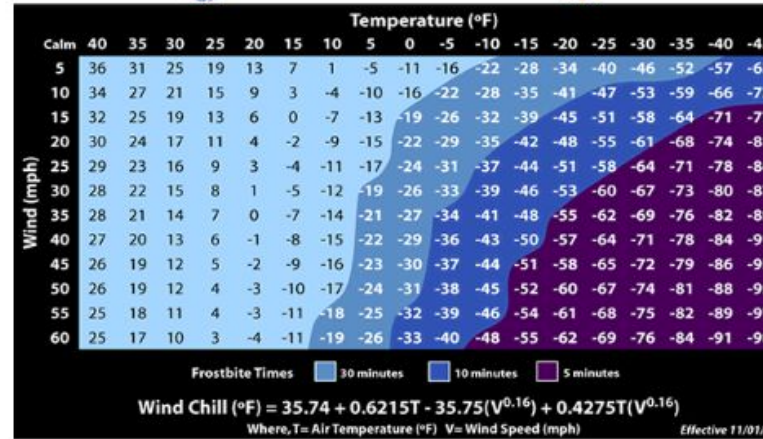 Temperature (°F)
Calm 40 35 30 25 20 15 10 5 0 -5 -10 -15 -20 -25 -30 -35 -40
Wind (mph)
5 36 31 25 19 13 7 1 -5 -11 -16 -22 -28 -34 -40 -46 -52 -57
10 34 27 21 15 9 3 -4 -10 -16 -22 -28 -35 -41 -47 -53 -59 -66
15 32 25 19 13 6 0 -7 -13 -19 -26 -32 -39 -45 -51 -58 -64 -71
20 30 24 17 11 4 -2 -9 -15 -22 -29 -35 -42 -48 -55 -61 -68 -74
25 29 23 16 9 3 -4 -11 -17 -24 -31 -37 -44 -51 -58 -64 -71 -78
30 28 22 15 8 1 -5 -12 -19 -26 -33 -39 -46 -53 -60 -67 -73 -80
35 28 21 14 7 0 -7 -14 -21 -27 -34 -41 -48 -55 -62 -69 -76 -82
40 27 20 13 6 -1 -8 -15 -22 -29 -36 -43 -50 -57 -64 -71 -78 -84
45 26 19 12 5 -2 -9 -16 -23 -30 -37 -44 -51 -58 -65 -72 -79 -86
50 26 19 12 4 -3 -10 -17 -24 -31 -38 -45 -52 -60 -67 -74 -81 -88
55 25 18 11 4 -3 -11 -18 -25 -32 -39 -46 -54 -61 -68 -75 -82 -89
60 25 17 10 3 -4 -11 -19 -26 -33 -40 -48 -55 -62 -69 -76 -84 -91
Frostbite Times 30 minutes 10 minutes 5 minutes
Wind Chill (°F) = 35.74 + 0.6215T - 35.75(V^0.16) + 0.4275T(V^0.16)
Where, T= Air Temperature (°F) V= Wind Speed (mph) Effective 11/01/